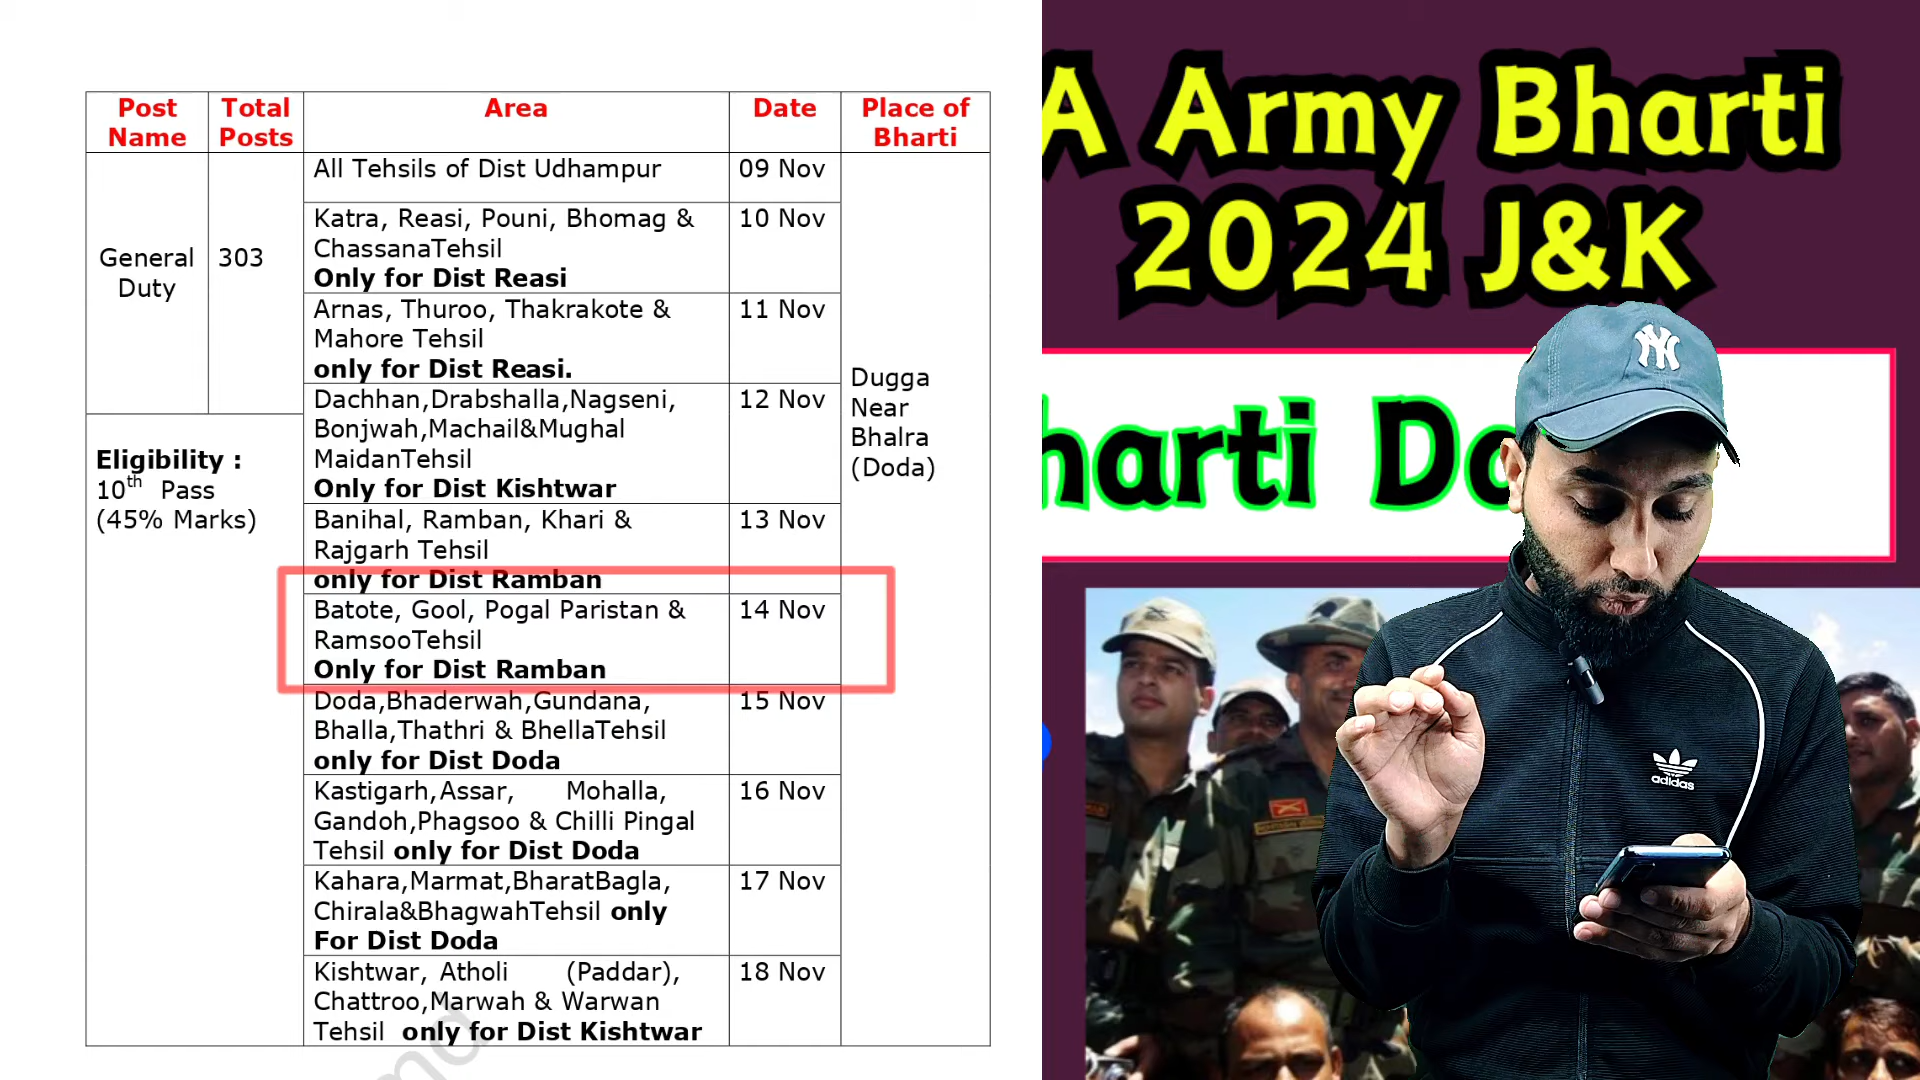 Post Name
Total Posts
Area
Date
Place of Bharti
General Duty
303
All Tehsils of Dist Udhampur
09 Nov
Katra, Reasi, Pouni, Bhomag &
ChassanaTehsil
Only for Dist Reasi
10 Nov
Arnas, Thuroo, Thakrakote &
Mahore Tehsil
only for Dist Reasi.
11 Nov
Dachhan,Drabshalla,Nagseni,
Bonjwah,Machail&Mughal
MaidanTehsil
Only for Dist Kishtwar
12 Nov
Banihal, Ramban, Khari &
Rajgarh Tehsil
only for Dist Ramban
13 Nov
Batote, Gool, Pogal Paristan &
RamsooTehsil
Only for Dist Ramban
14 Nov
Doda,Bhaderwah,Gundana,
Bhalla,Thathri & BhellaTehsil
only for Dist Doda
15 Nov
Kastigarh,Assar, Mohalla,
Gandoh,Phagsoo & Chilli Pingal
Tehsil only for Dist Doda
16 Nov
Kahara,Marmat,BharatBagla,
Chirala&BhagwahTehsil only
For Dist Doda
17 Nov
Kishtwar, Atholi (Paddar),
Chattroo,Marwah & Warwan
Tehsil only for Dist Kishtwar
18 Nov
Dugga
Near
Bhalra
(Doda)
Eligibility :
10th Pass
(45% Marks)
A Army Bharti
2024 J&K
harti Do
adidas
NY